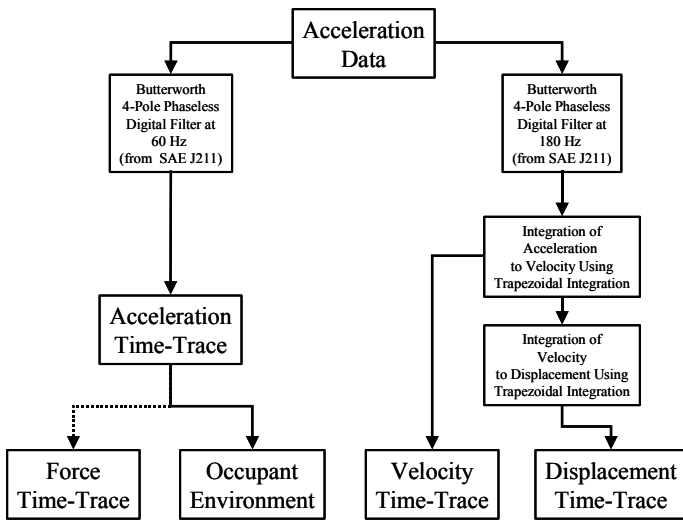 Acceleration
Data
Butterworth
4-Pole Phaseless
Digital Filter at
60 Hz
(from SAE J211)
Butterworth
4-Pole Phaseless
Digital Filter at
180 Hz
(from SAE J211)
Integration of
Acceleration
to Velocity Using
Trapezoidal Integration
Acceleration
Time-Trace
Integration of
Velocity
to Displacement Using
Trapezoidal Integration
Force
Time-Trace
Occupant
Environment
Velocity
Time-Trace
Displacement
Time-Trace